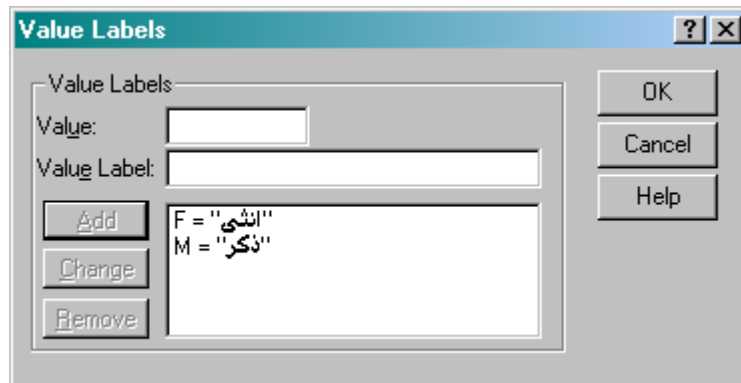 Value Labels
Value Labels
Value:
Value Label:
Add
Change
Remove
F = "انثى"
M = "ذكر"
OK
Cancel
Help